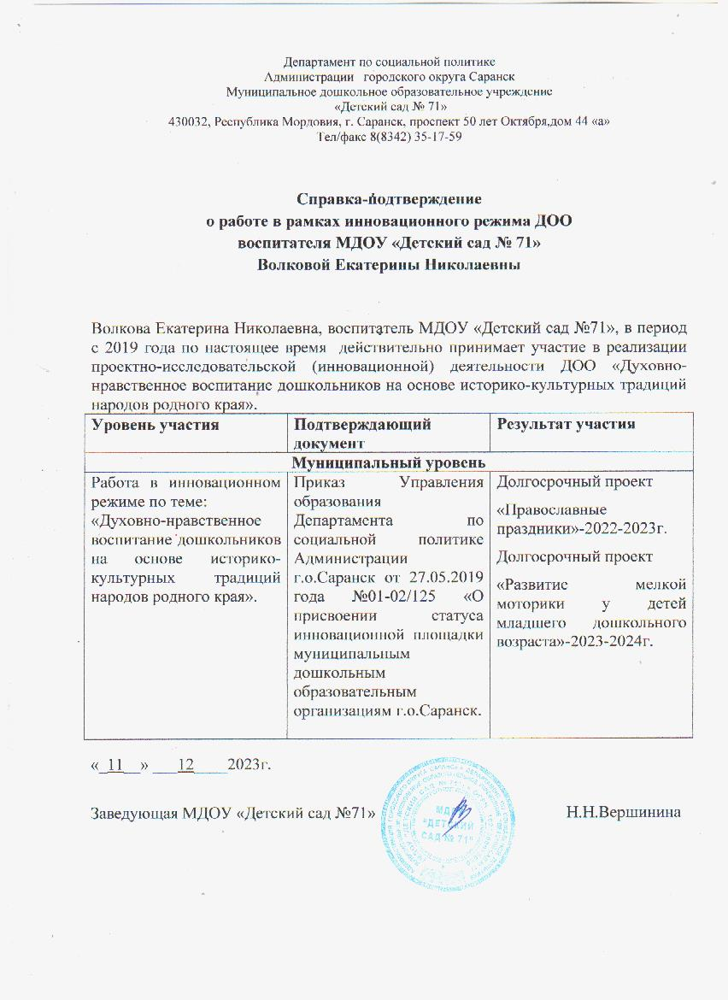 Департамент по социальной политике
Администрации городского округа Саранск
Муниципальное дошкольное образовательное учреждение
«Детский сад № 71»
430032, Республика Мордовия, г. Саранск, проспект 50 лет Октября,дом 44 «а»
Тел/факс 8(8342) 35-17-59
Справка-подтверждение
о работе в рамках инновационного режима ДОО
воспитателя МДОУ «Детский сад № 71»
Волковой Екатерины Николаевны
Волкова Екатерина Николаевна, воспитатель МДОУ «Детский сад №71», в период
с 2019 года по настоящее время действительно принимает участие в реализации
проектно-исследовательской (инновационной) деятельности ДОО «Духовно-
нравственное воспитание дошкольников на основе историко-культурных традиций
народов родного края».
Уровень участия
Подтверждающий
документ
Результат участия
Муниципальный уровень
Работа в инновационном
режиме по теме:
«Духовно-нравственное
воспитание дошкольников
на основе историко-
культурных традиций
народов родного края».
Приказ Управления
образования
Департамента по
социальной политике
Администрации
г.о.Саранск от 27.05.2019
года №01-02/125 «О
присвоении статуса
инновационной площадки
муниципальным
дошкольным
образовательным
организациям г.о.Саранск.
Долгосрочный проект
«Православные
праздники»-2022-2023г.
Долгосрочный проект
«Развитие мелкой
моторики у детей
младшего дошкольного
возраста»-2023-2024г.
«_11__» ___12____2023г.
Заведующая МДОУ «Детский сад №71»
Н.Н.Вершинина
"ДЕТСКИЙ
САД № 71"